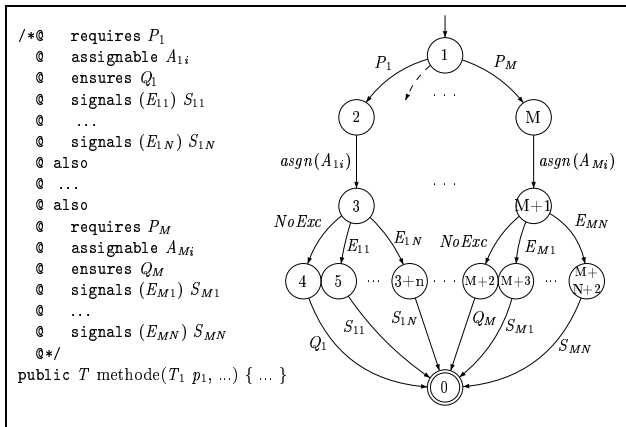 /*@ requires P1
@ assignable A1i
@ ensures Q1
@ signals (E11) S11
@ ...
@ signals (E1N) S1N
@ also
@ ...
@ also
@ requires PM
@ assignable AMi
@ ensures QM
@ signals (EM1) SM1
@ ...
@ signals (EMN) SMN
@*/
public T methode(T1 p1, ...) { ... }
1
P1
PM
. . .
2
M
asgn(A1i)
asgn(AMi)
. . .
3
M+1
NoExc
E11
E1N
NoExc
EM1
EMN
4
5
...
3+n
. . .
M+2
M+3
...
M+
N+2
Q1
S11
S1N
QM
SM1
SMN
0